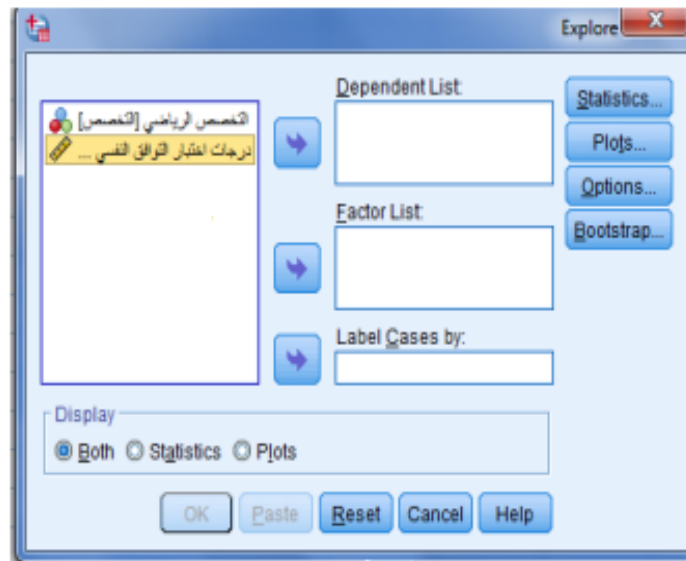 Explore
Dependent List:
التخصص الرياضي [التخصص]
درجات اختبار التوافق النفسي ...
Statistics...
Plots...
Options...
Bootstrap...
Factor List:
Label Cases by:
Display
Both Statistics Plots
OK Paste Reset Cancel Help